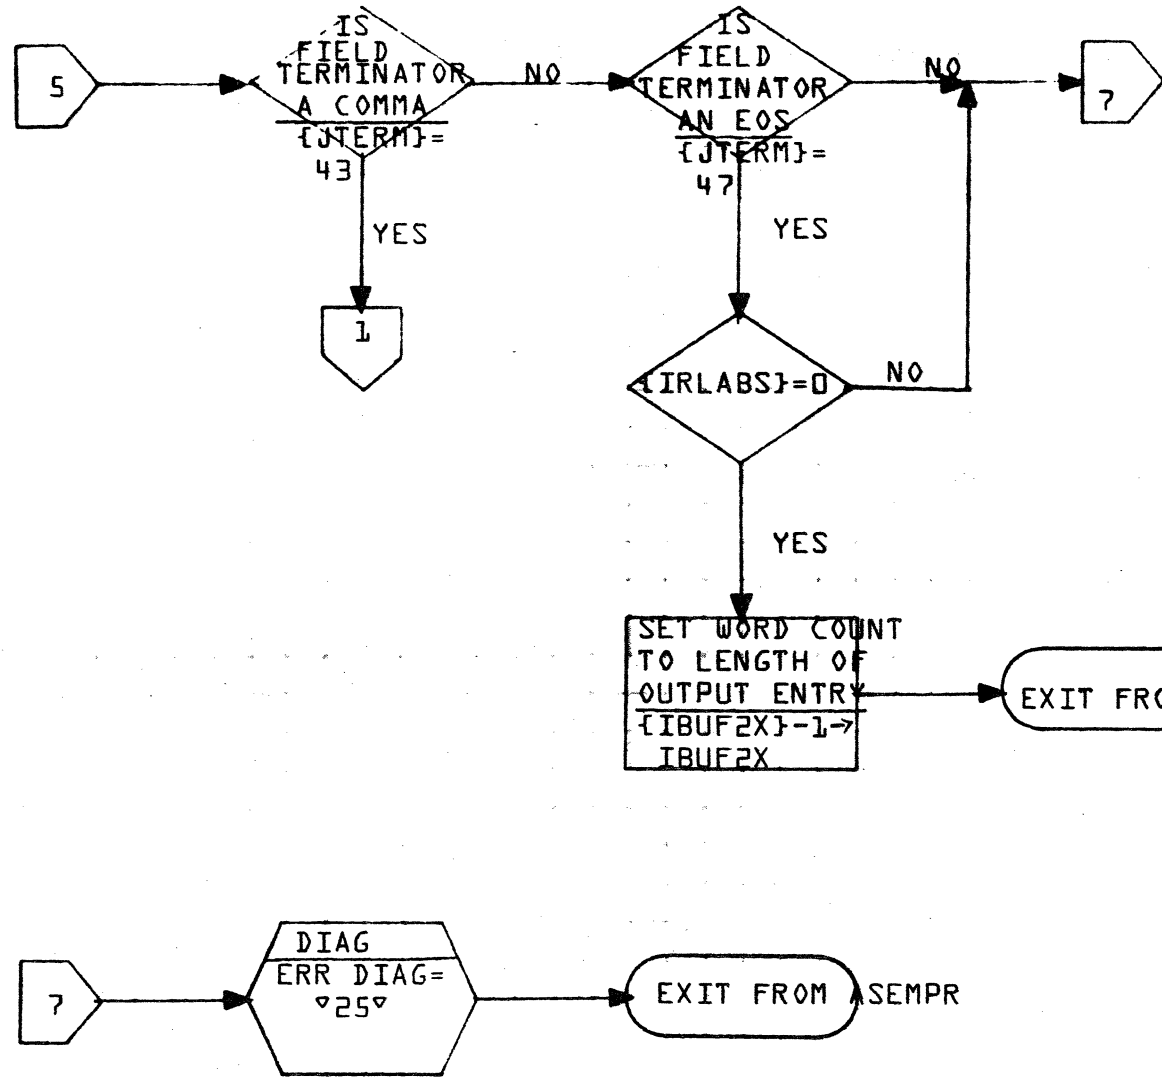 5
IS
FIELD
TERMINATOR
A COMMA
{JTERM}=
43
NO
YES
1
IS
FIELD
TERMINATOR
AN EOS
{JTERM}=
47
NO
7
YES
{IRLABS}=0
NO
YES
SET WORD COUNT
TO LENGTH OF
OUTPUT ENTRY
{IBUF2X}-1→
IBUF2X
EXIT FRO
7
DIAG
ERR DIAG=
▿25▿
EXIT FROM ASEMPR